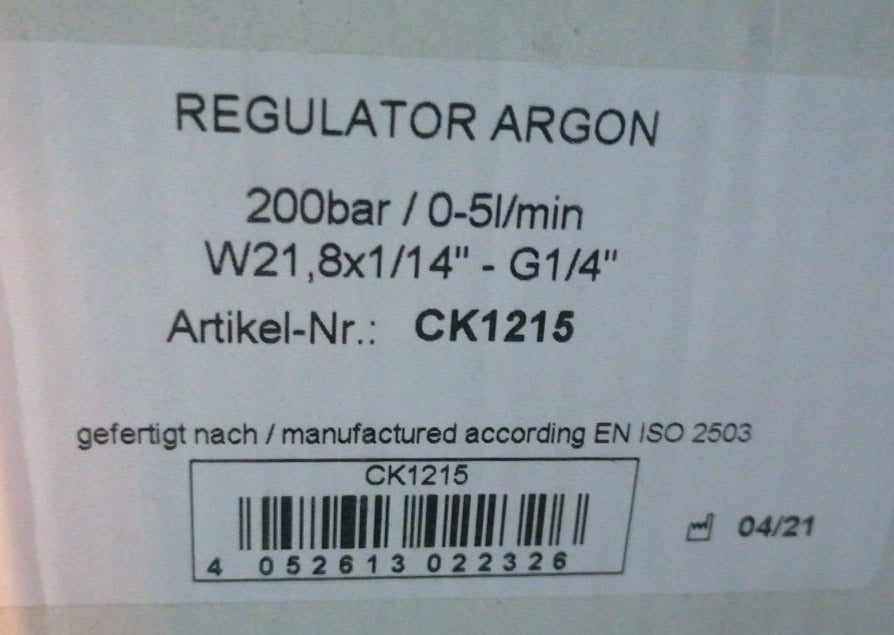 REGULATOR ARGON
200bar / 0-5l/min
W21,8x1/14" - G1/4"
Artikel-Nr.: CK1215
gefertigt nach / manufactured according EN ISO 2503
CK1215
4 052613 022326
04/21